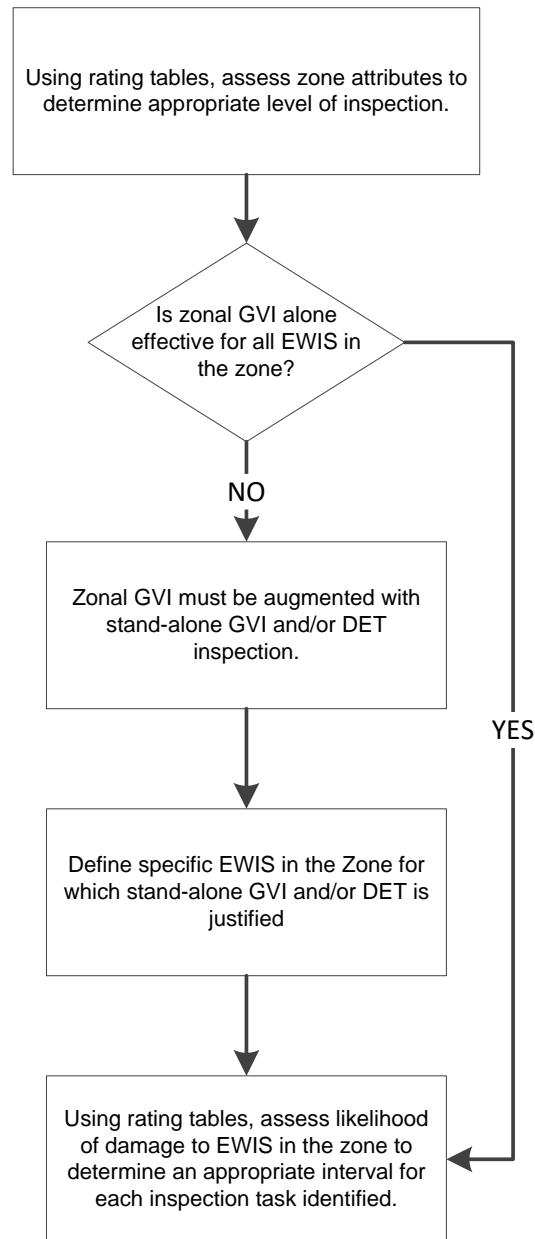 Using rating tables, assess zone attributes to
determine appropriate level of inspection.
Is zonal GVI alone
effective for all EWIS in
the zone?
NO
Zonal GVI must be augmented with
stand-alone GVI and/or DET
inspection.
YES
Define specific EWIS in the Zone for
which stand-alone GVI and/or DET is
justified
Using rating tables, assess likelihood
of damage to EWIS in the zone to
determine an appropriate interval for
each inspection task identified.